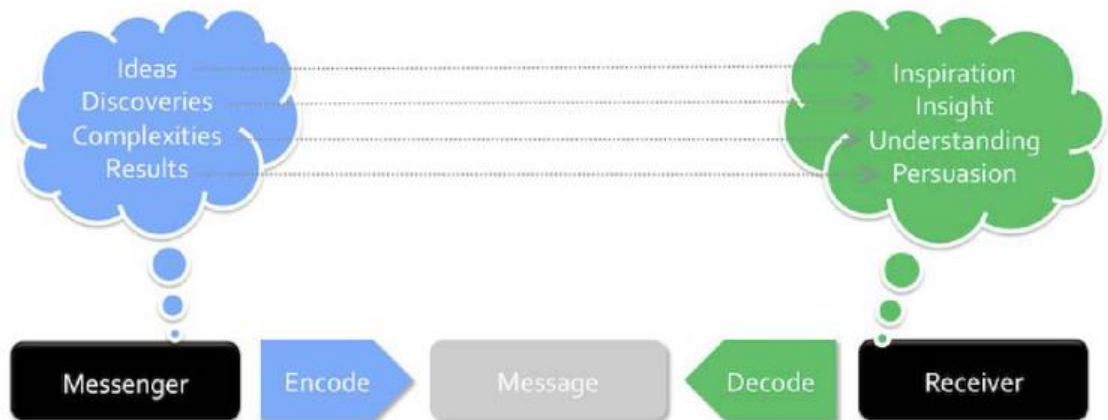 Ideas
Discoveries
Complexities
Results
Inspiration
Insight
Understanding
Persuasion
Messenger
Encode
Message
Decode
Receiver